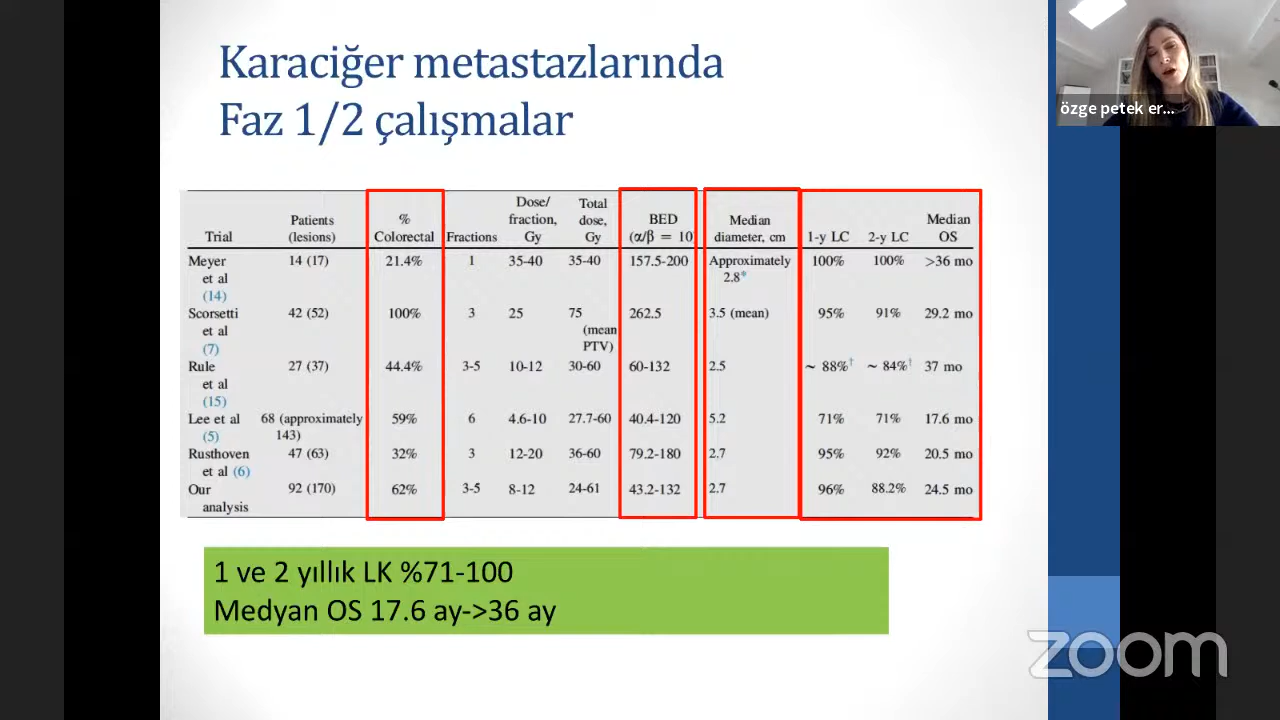 Karaciğer metastazlarında
Faz 1/2 çalışmalar
özge petek er...
Trial Patients (lesions) % Colorectal Fractions Dose/ fraction, Gy Total dose, Gy BED (α/β = 10) Median diameter, cm 1-y LC 2-y LC Median OS
Meyer et al (14) 14 (17) 21.4% 1 35-40 35-40 157.5-200 Approximately 2.8* 100% 100% >36 mo
Scorsetti et al (7) 42 (52) 100% 3 25 75 (mean PTV) 262.5 3.5 (mean) 95% 91% 29.2 mo
Rule et al (15) 27 (37) 44.4% 3-5 10-12 30-60 60-132 2.5 ~ 88%† ~ 84%† 37 mo
Lee et al (5) 68 (approximately 143) 59% 6 4.6-10 27.7-60 40.4-120 5.2 71% 71% 17.6 mo
Rusthoven et al (6) 47 (63) 32% 3 12-20 36-60 79.2-180 2.7 95% 92% 20.5 mo
Our analysis 92 (170) 62% 3-5 8-12 24-61 43.2-132 2.7 96% 88.2% 24.5 mo
1 ve 2 yıllık LK %71-100
Medyan OS 17.6 ay->36 ay
zoom